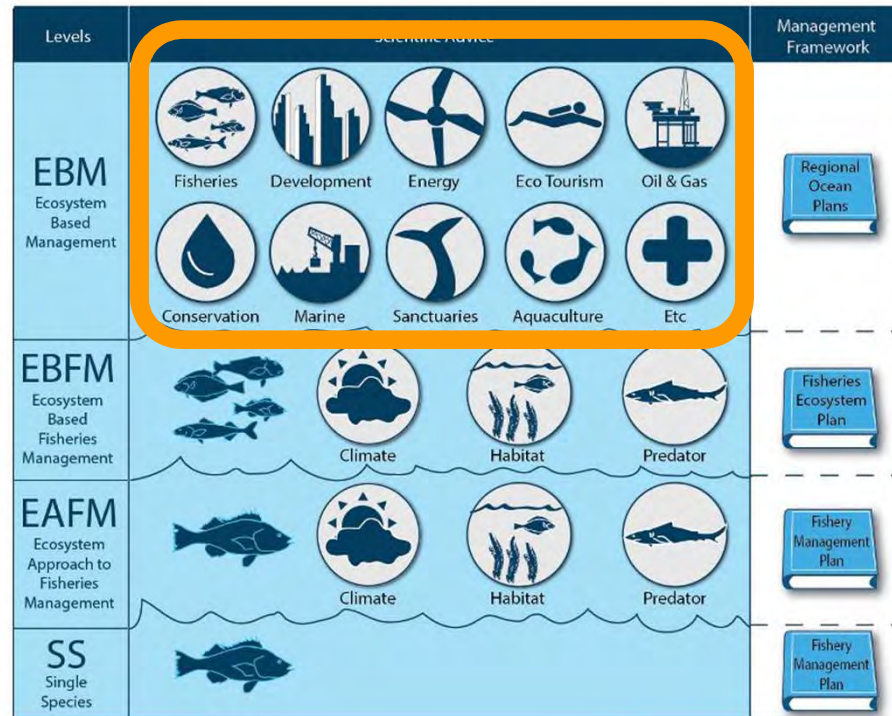 Levels
Scientific Advice
Management
Framework
EBM
Ecosystem
Based
Management
Fisheries
Development
Energy
Eco Tourism
Oil & Gas
Conservation
Marine
Sanctuaries
Aquaculture
Etc
Regional
Ocean
Plans
EBFM
Ecosystem
Based
Fisheries
Management
Climate
Habitat
Predator
Fisheries
Ecosystem
Plan
EAFM
Ecosystem
Approach to
Fisheries
Management
Climate
Habitat
Predator
Fishery
Management
Plan
SS
Single
Species
Fishery
Management
Plan